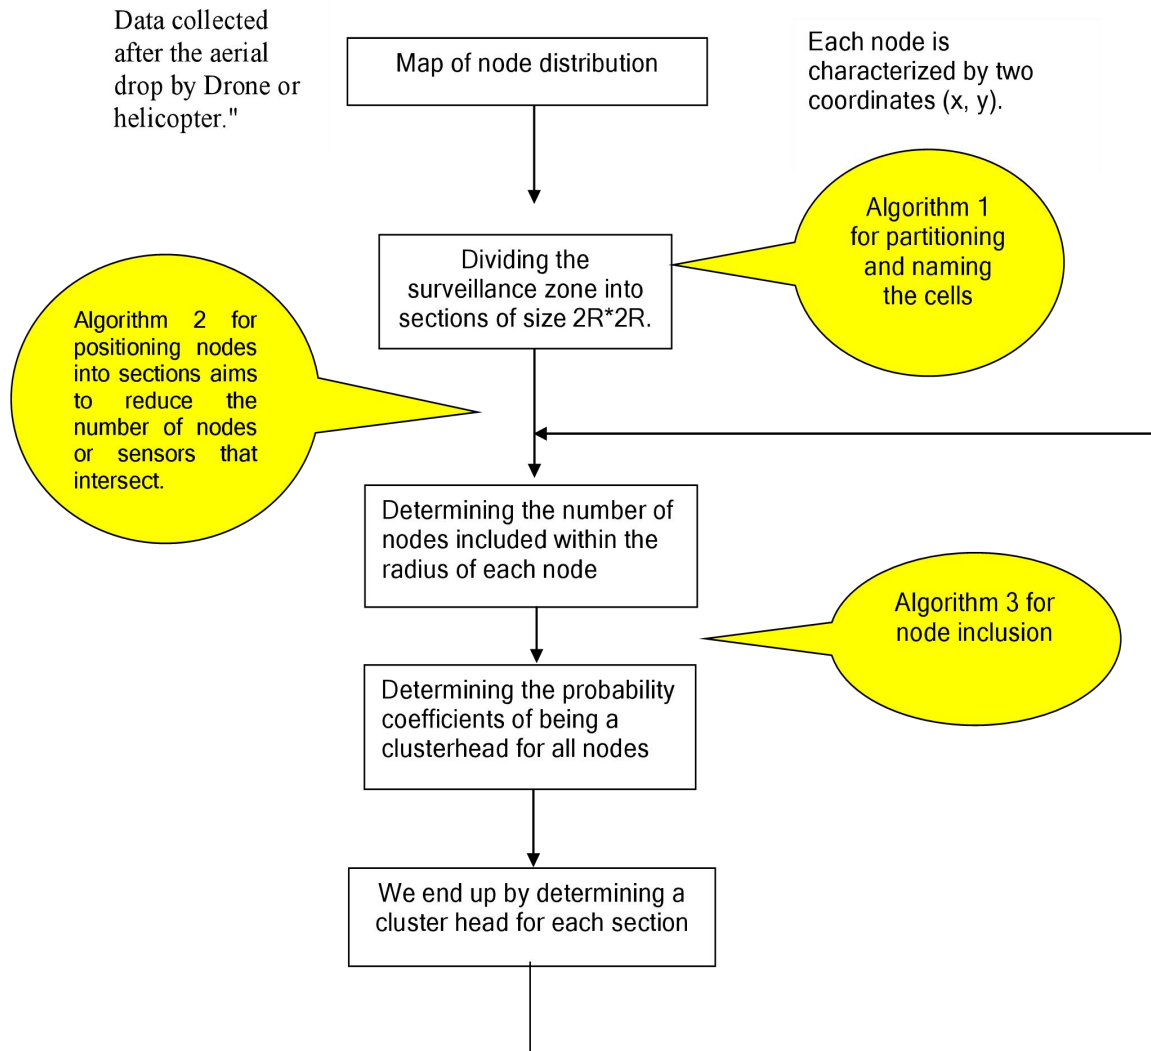 Data collected
after the aerial
drop by Drone or
helicopter."
Map of node distribution
Each node is
characterized by two
coordinates (x, y).
Algorithm 1
for partitioning
and naming
the cells
Dividing the
surveillance zone into
sections of size 2R*2R.
Algorithm 2 for
positioning nodes
into sections aims
to reduce the
number of nodes
or sensors that
intersect.
Determining the number of
nodes included within the
radius of each node
Algorithm 3 for
node inclusion
Determining the probability
coefficients of being a
clusterhead for all nodes
We end up by determining a
cluster head for each section